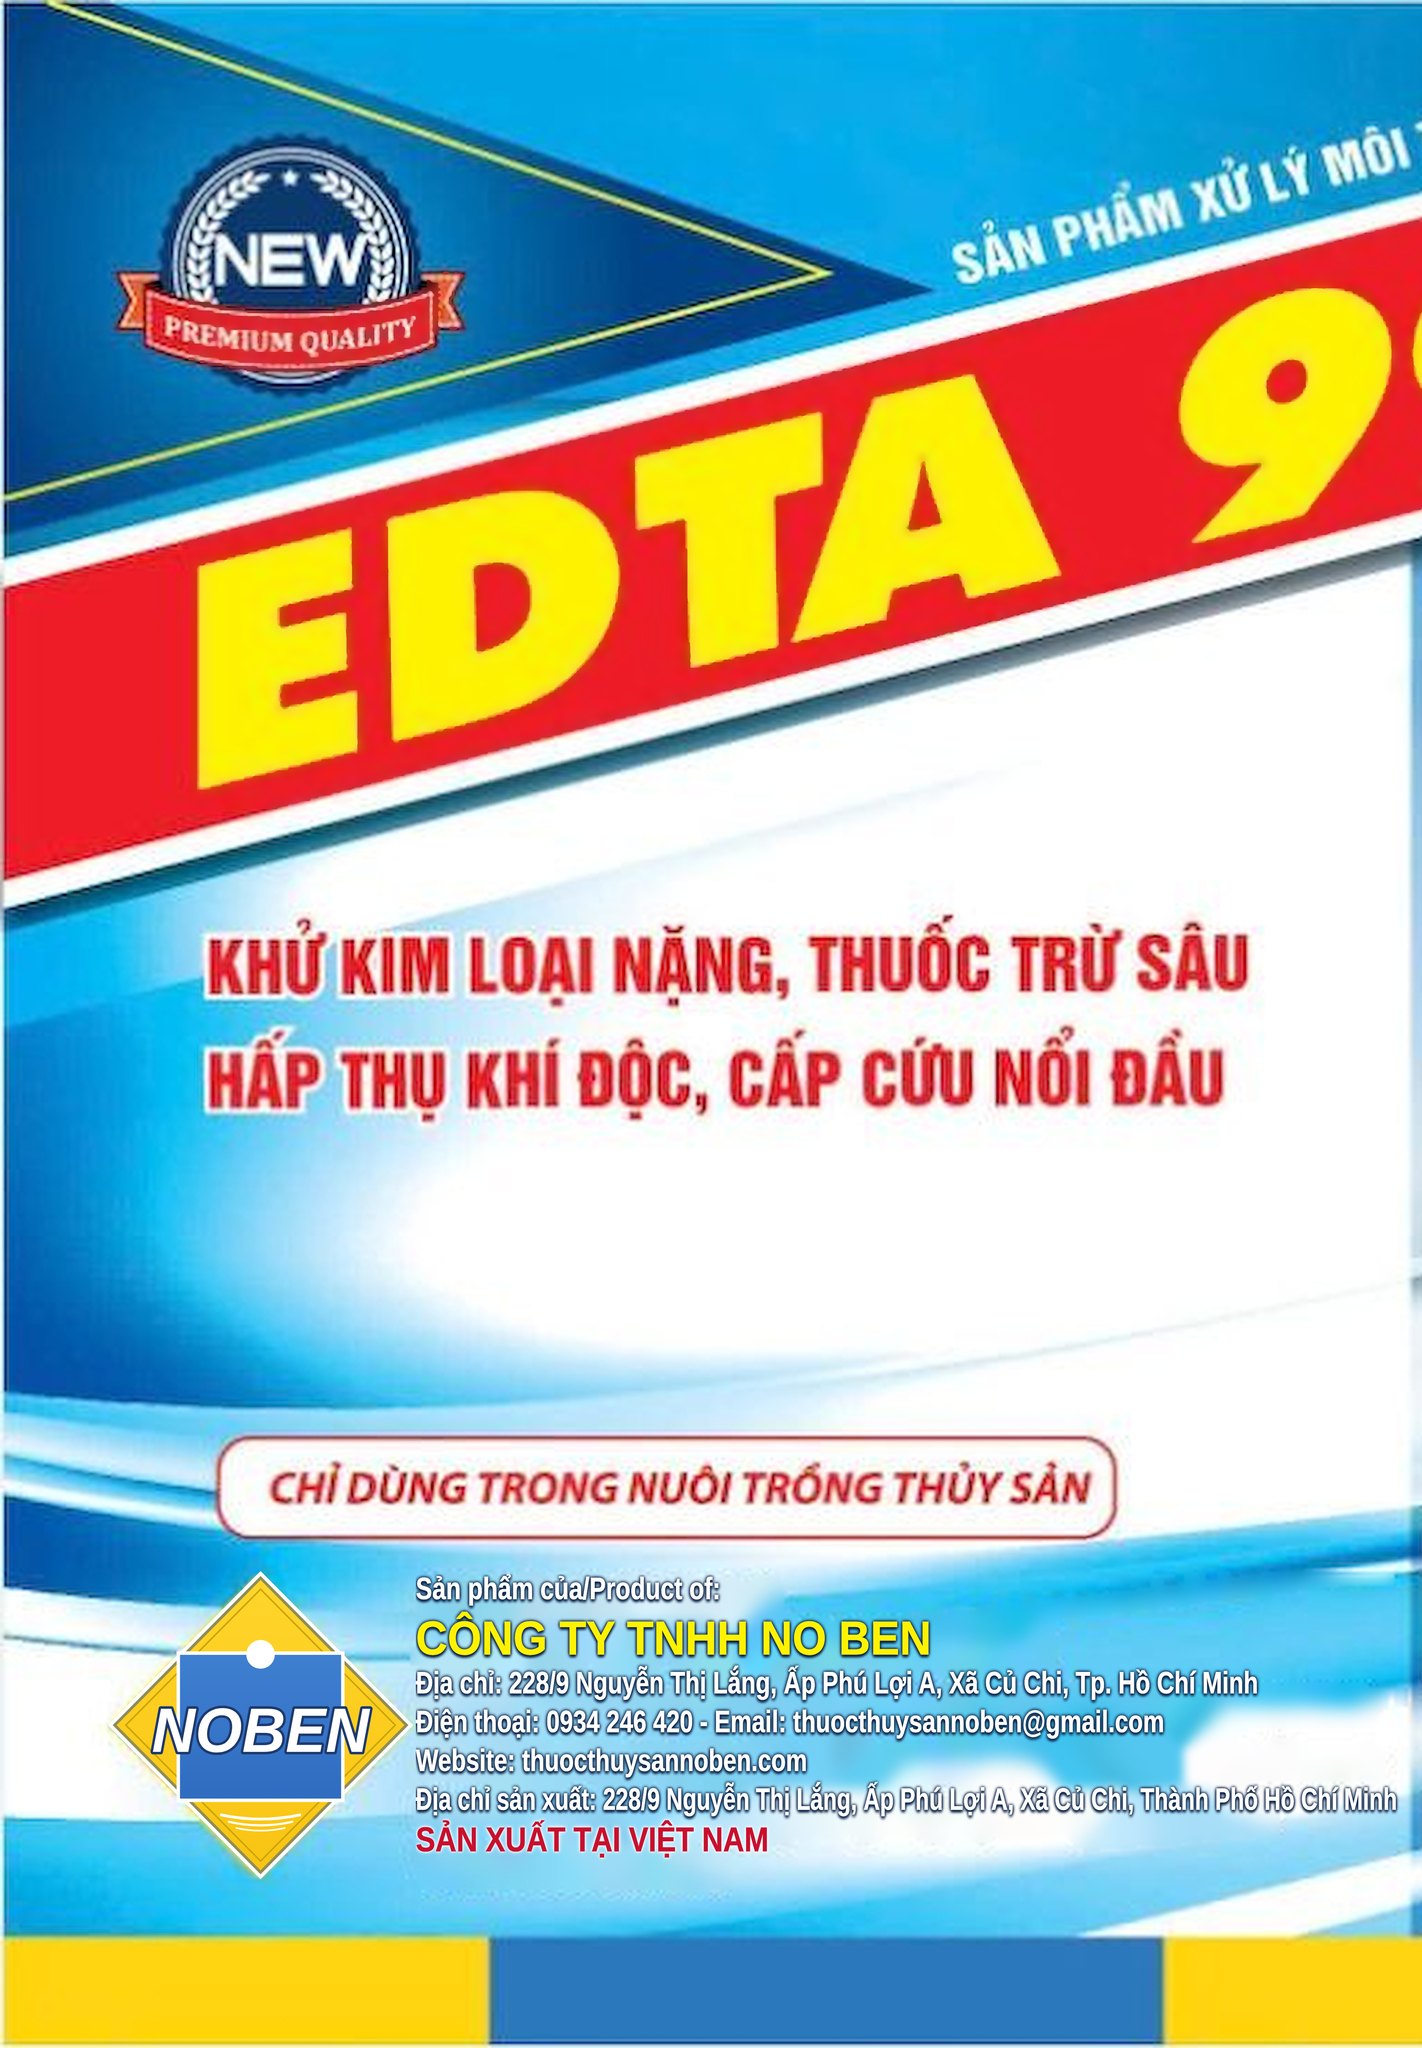 NEW
PREMIUM QUALITY
SẢN PHẨM XỬ LÝ MÔI
EDTA 9
KHỬ KIM LOẠI NẶNG, THUỐC TRỪ SÂU
HẤP THỤ KHÍ ĐỘC, CẤP CỨU NỔI ĐẦU
CHỈ DÙNG TRONG NUÔI TRỒNG THỦY SẢN
NOBEN
Sản phẩm của/Product of:
CÔNG TY TNHH NO BEN
Địa chỉ: 228/9 Nguyễn Thị Lắng, Ấp Phú Lợi A, Xã Củ Chi, Tp. Hồ Chí Minh
Điện thoại: 0934 246 420 - Email: thuocthuysannoben@gmail.com
Website: thuocthuysannoben.com
Địa chỉ sản xuất: 228/9 Nguyễn Thị Lắng, Ấp Phú Lợi A, Xã Củ Chi, Thành Phố Hồ Chí Minh
SẢN XUẤT TẠI VIỆT NAM